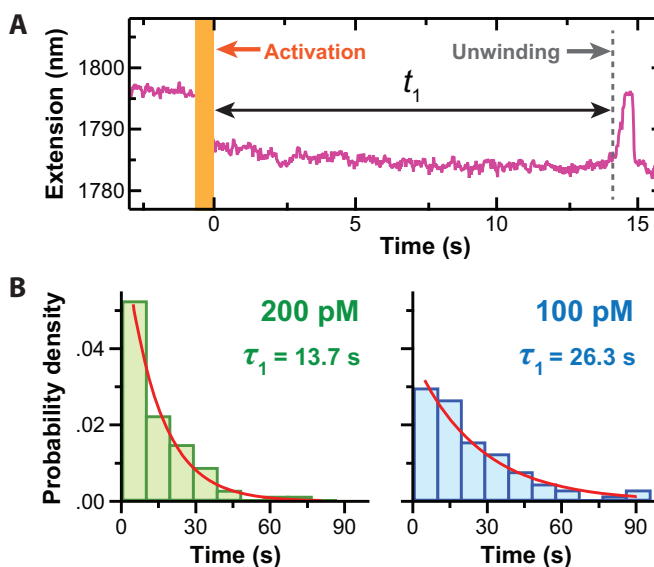 A
Extension (nm)
1800
1790
1780
Activation
Unwinding
t1
0 5 10 15
Time (s)
B
Probability density
.04
.02
.00
200 pM
τ1 = 13.7 s
0 30 60 90
Time (s)
100 pM
τ1 = 26.3 s
0 30 60 90
Time (s)